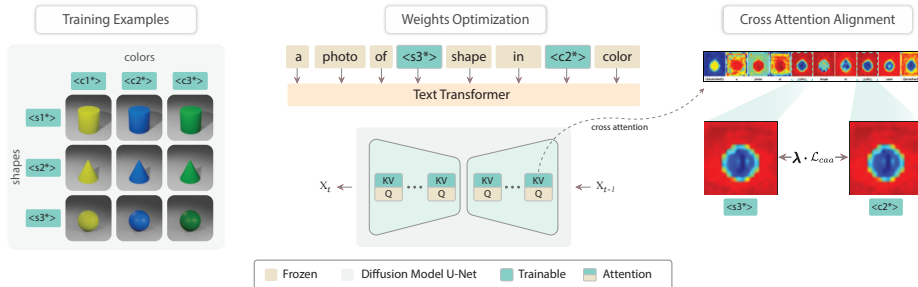 Training Examples
colors
<c1*> <c2*> <c3*>
shapes
<s1*>
<s2*>
<s3*>
Weights Optimization
a photo of <s3*> shape in <c2*> color
Text Transformer
cross attention
KV KV KV KV
Q Q Q Q
X_t
X_{t-1}
Cross Attention Alignment
λ · ℒ_caa
<s3*> <c2*>
Frozen Diffusion Model U-Net Trainable Attention